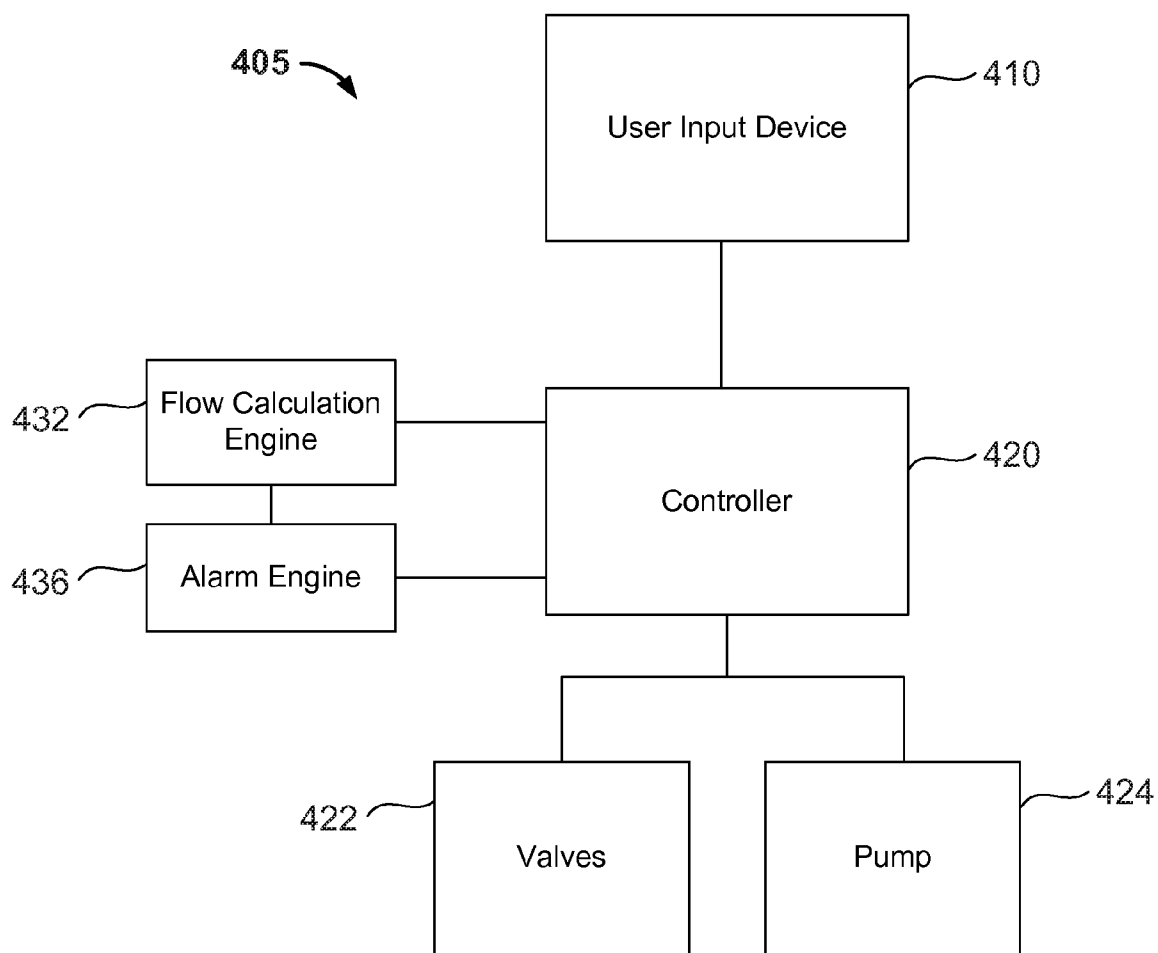 405
410
User Input Device
432
Flow Calculation
Engine
420
Controller
436
Alarm Engine
422
Valves
424
Pump